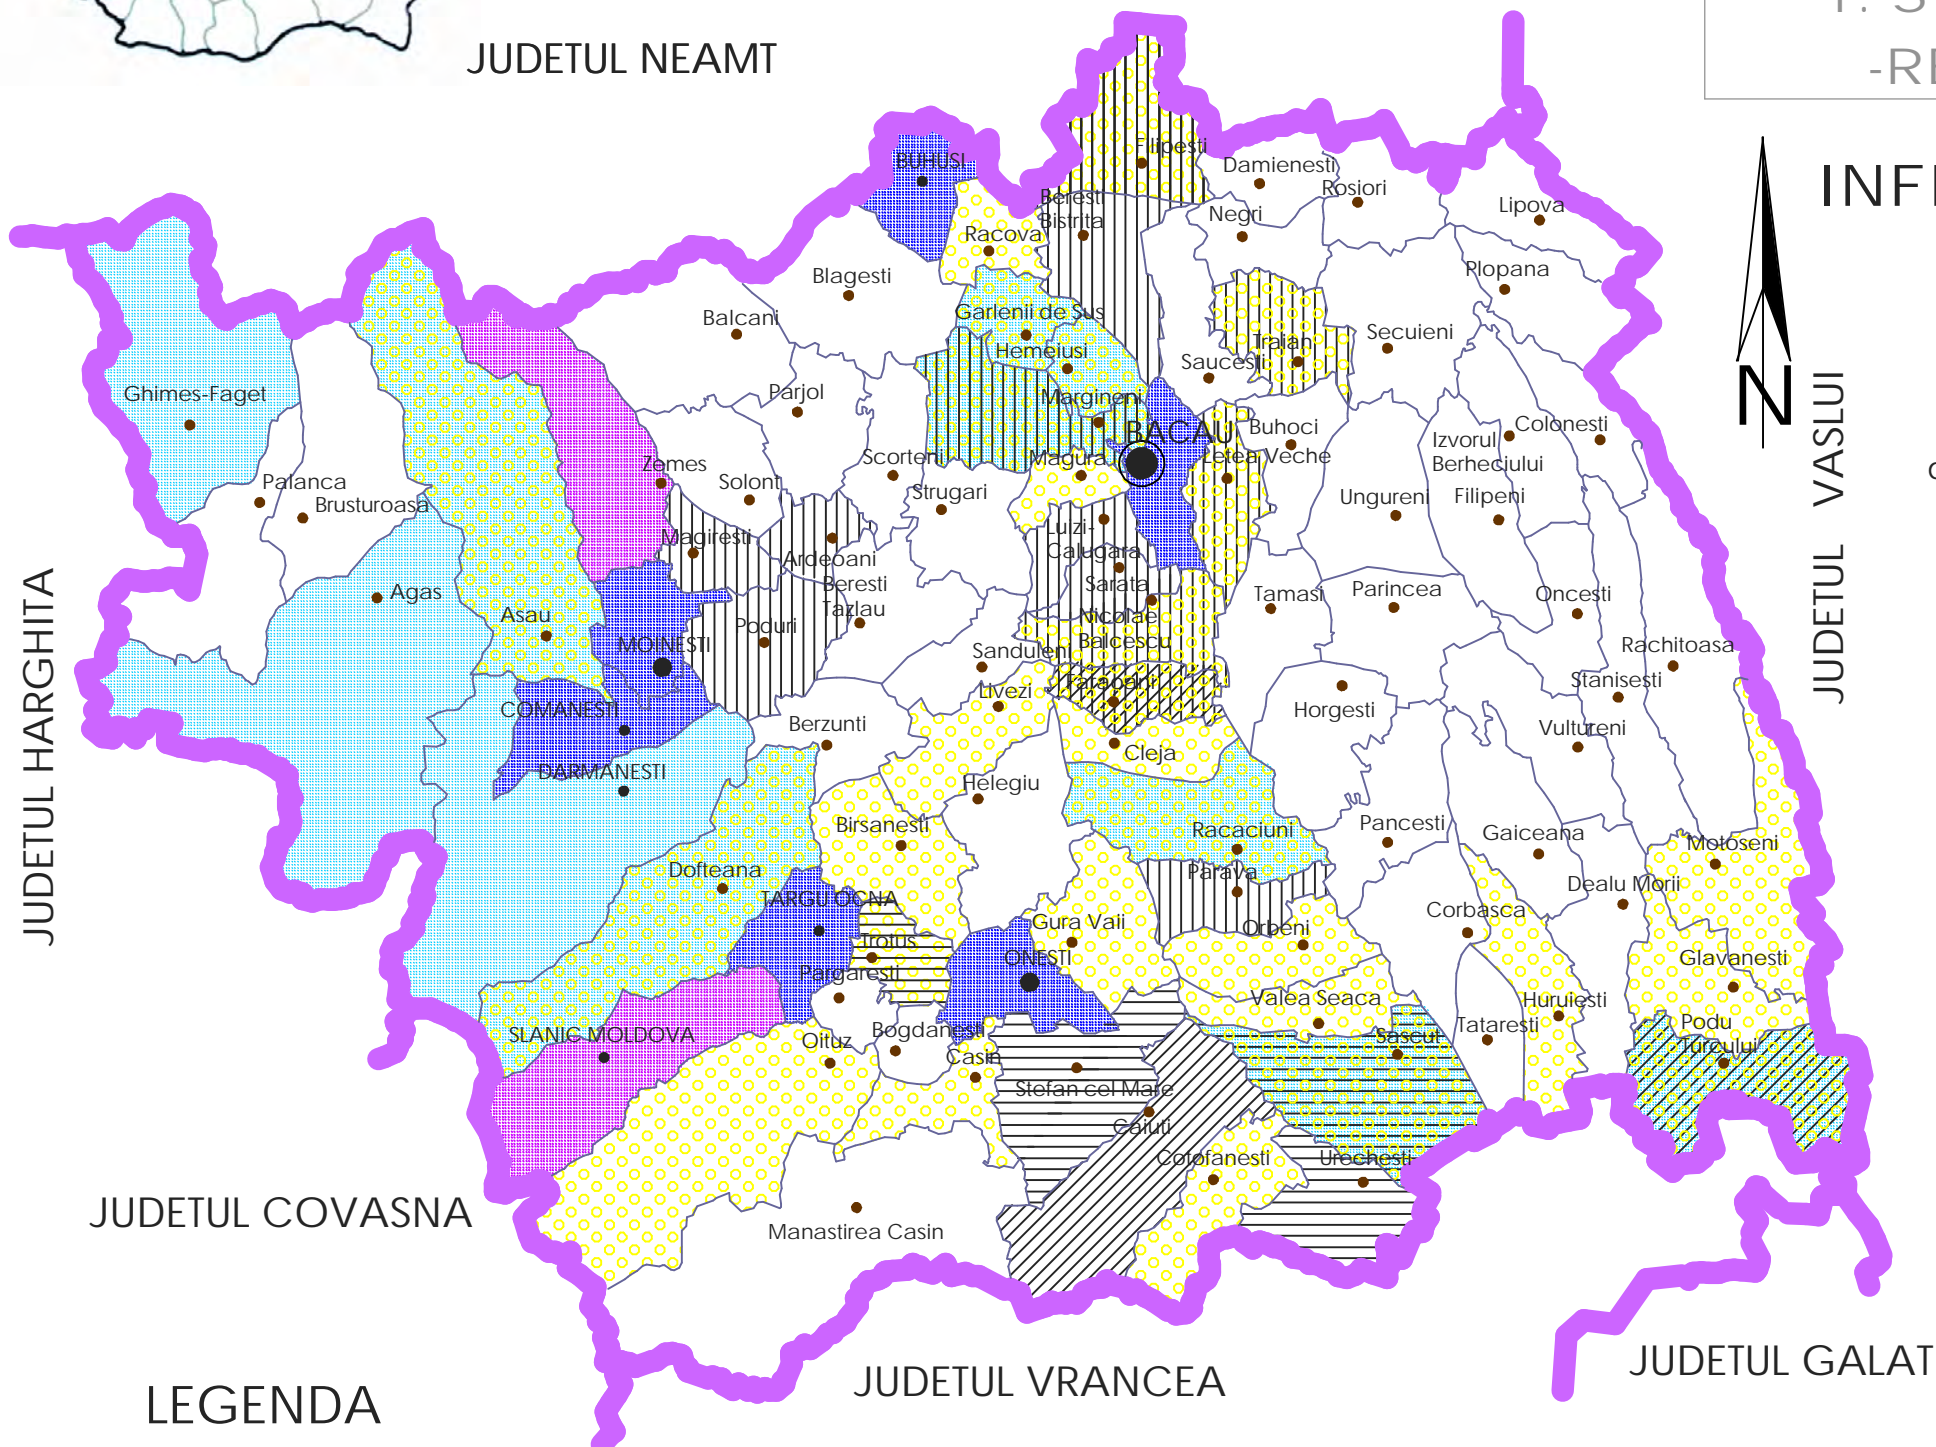 JUDETUL NEAMT
-RE
INF
JUDETUL HARGHITA
JUDETUL VASLUI
N
BUHUSI
Filipesti
Damienesti
Rosiori
Lipova
Beresti
Bistrita
Negri
Racova
Blagesti
Plopana
Balcani
Garlenii de Sus
Secuieni
Hemeiusi
Traian
Saucesti
Ghimes-Faget
Parjol
Margineni
BACAU
Buhoci
Colonesti
Izvorul
Berheciului
Zemes
Scorteni
Magura
Letea Veche
Palanca
Solont
Strugari
Ungureni
Filipeni
Brusturoasa
Magiresti
Luizi-
Calugara
Ardeoani
Beresti
Tazlau
Sarata
Agas
Tamasi
Parincea
Oncesti
Asau
Poduri
Nicolae
Balcescu
MOINESTI
Sanduleni
Rachitoasa
Faraoani
Stanisesti
Livezi
COMANESTI
Horgesti
Berzunti
Vultureni
Cleja
DARMANESTI
Helegiu
Birsanesti
Racaciuni
Pancesti
Gaiceana
Motoseni
Dofteana
Parava
Dealu Morii
TARGU OCNA
Corbasca
Gura Vaii
Orbeni
Trotus
ONESTI
Glavanesti
Pargaresti
Valea Seaca
Huruiesti
SLANIC MOLDOVA
Bogdanesti
Oituz
Sascut
Tataresti
Podu
Turcului
Casin
Stefan cel Mare
Caiuti
Cotofanesti
Urechesti
Manastirea Casin
JUDETUL COVASNA
JUDETUL VRANCEA
JUDETUL GALAT
LEGENDA